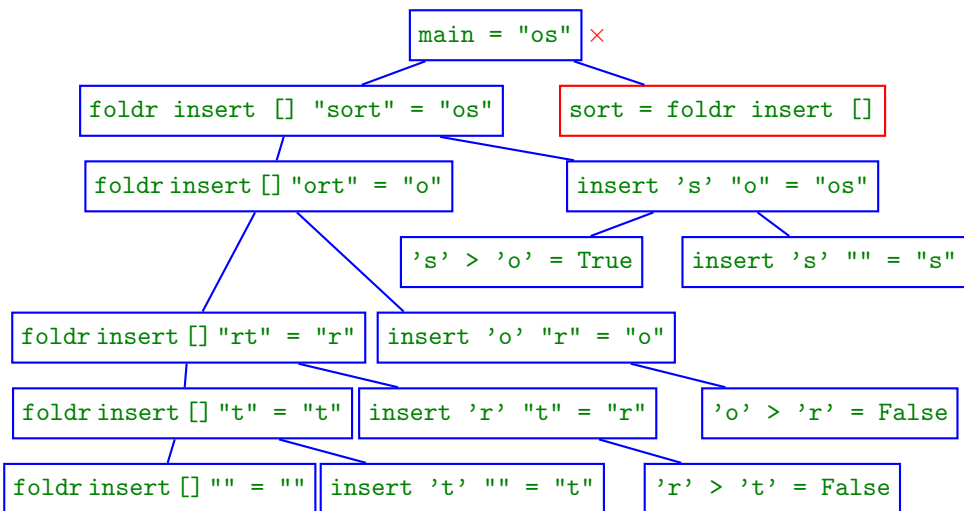 main = "os" ×
foldr insert [] "sort" = "os"
sort = foldr insert []
foldr insert [] "ort" = "o"
insert 's' "o" = "os"
's' > 'o' = True
insert 's' "" = "s"
foldr insert [] "rt" = "r"
insert 'o' "r" = "o"
foldr insert [] "t" = "t"
insert 'r' "t" = "r"
'o' > 'r' = False
foldr insert [] "" = ""
insert 't' "" = "t"
'r' > 't' = False